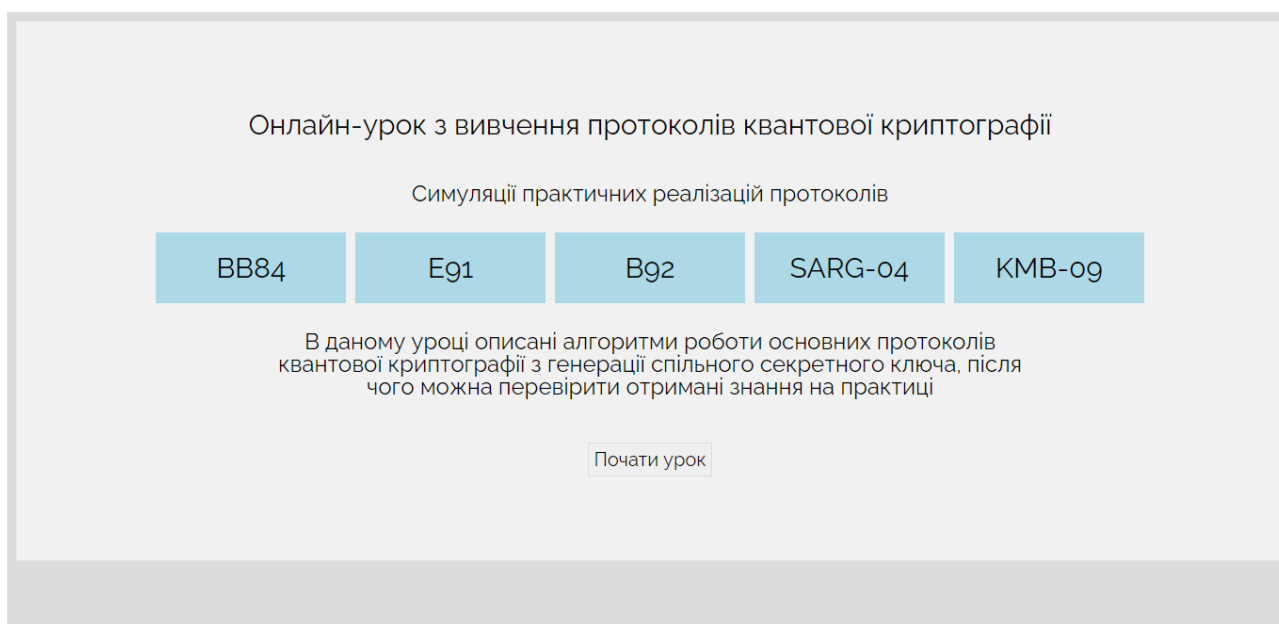 Онлайн-урок з вивчення протоколів квантової криптографії
Симуляції практичних реалізацій протоколів
BB84 E91 B92 SARG-04 KMB-09
В даному уроці описані алгоритми роботи основних протоколів
квантової криптографії з генерації спільного секретного ключа, після
чого можна перевірити отримані знання на практиці
Почати урок